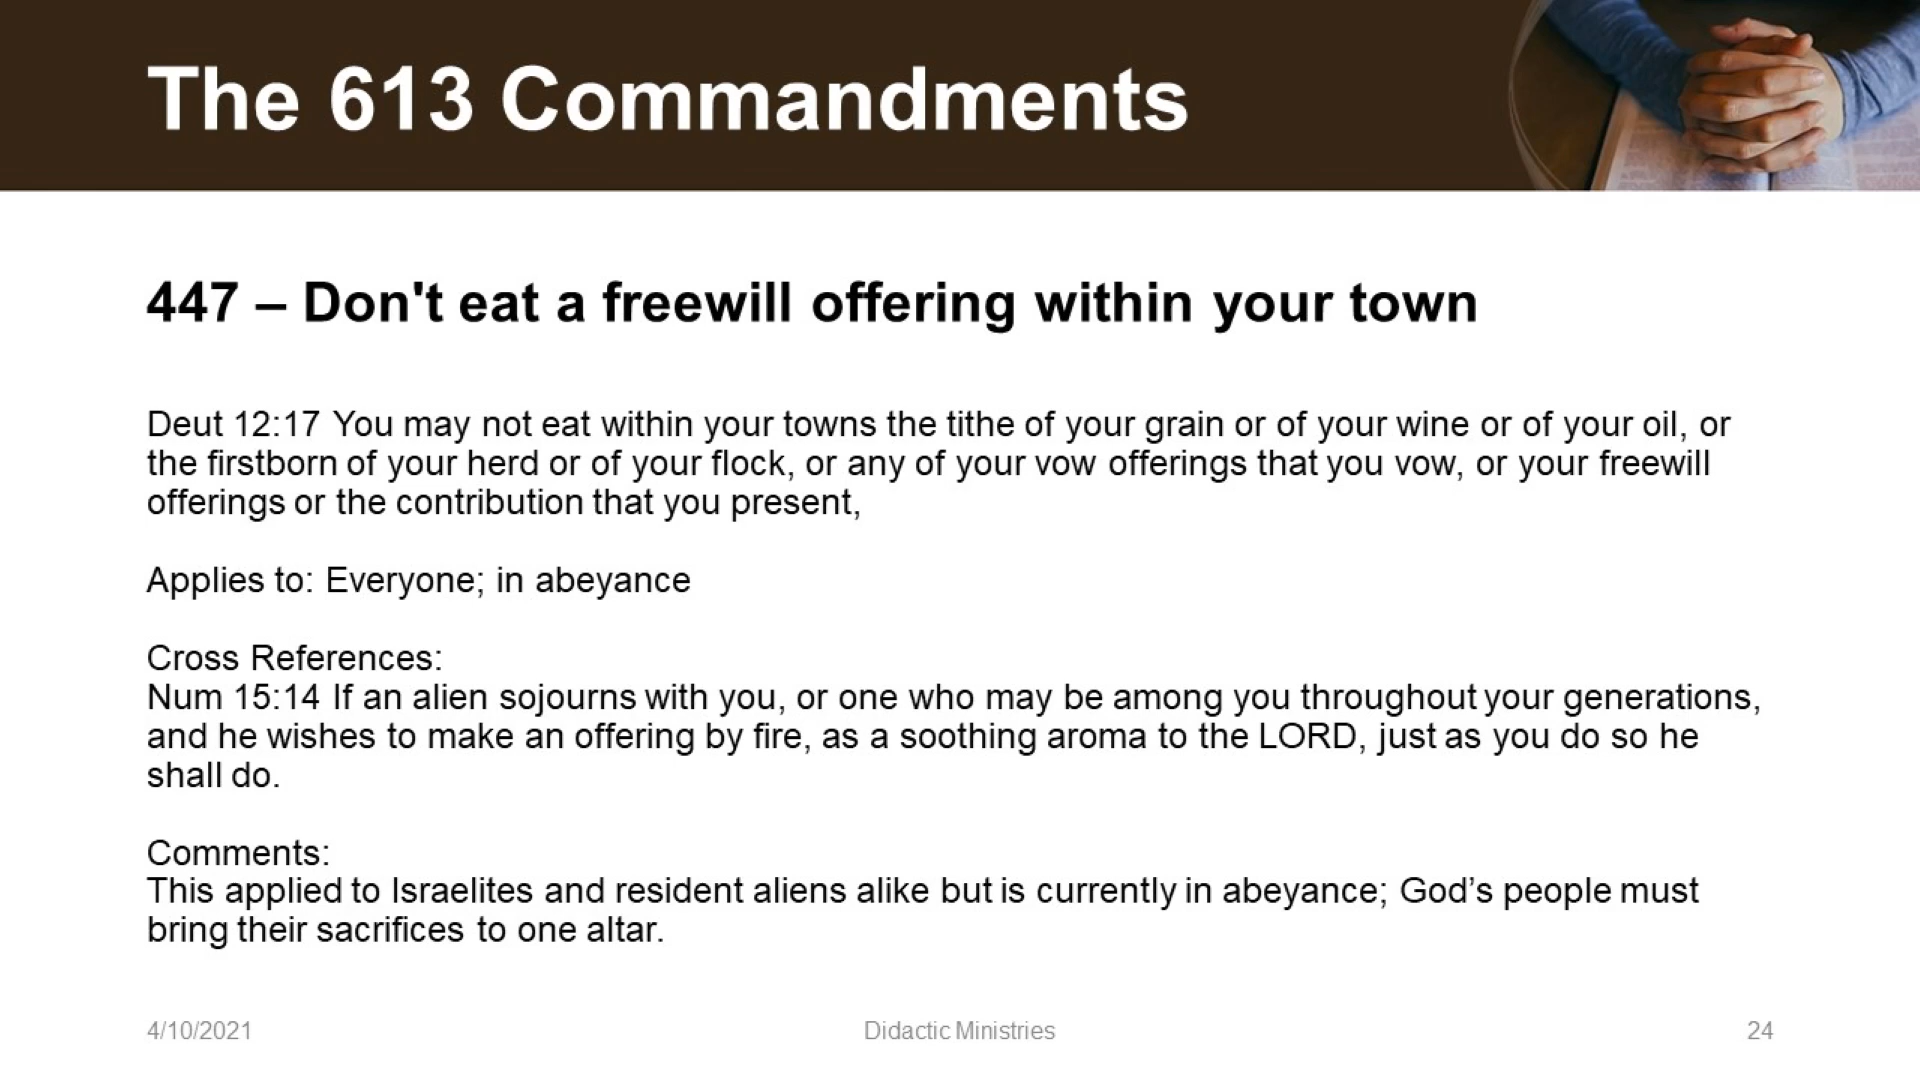 The 613 Commandments
447 – Don't eat a freewill offering within your town
Deut 12:17 You may not eat within your towns the tithe of your grain or of your wine or of your oil, or
the firstborn of your herd or of your flock, or any of your vow offerings that you vow, or your freewill
offerings or the contribution that you present,
Applies to: Everyone; in abeyance
Cross References:
Num 15:14 If an alien sojourns with you, or one who may be among you throughout your generations,
and he wishes to make an offering by fire, as a soothing aroma to the LORD, just as you do so he
shall do.
Comments:
This applied to Israelites and resident aliens alike but is currently in abeyance; God’s people must
bring their sacrifices to one altar.
4/10/2021
Didactic Ministries
24